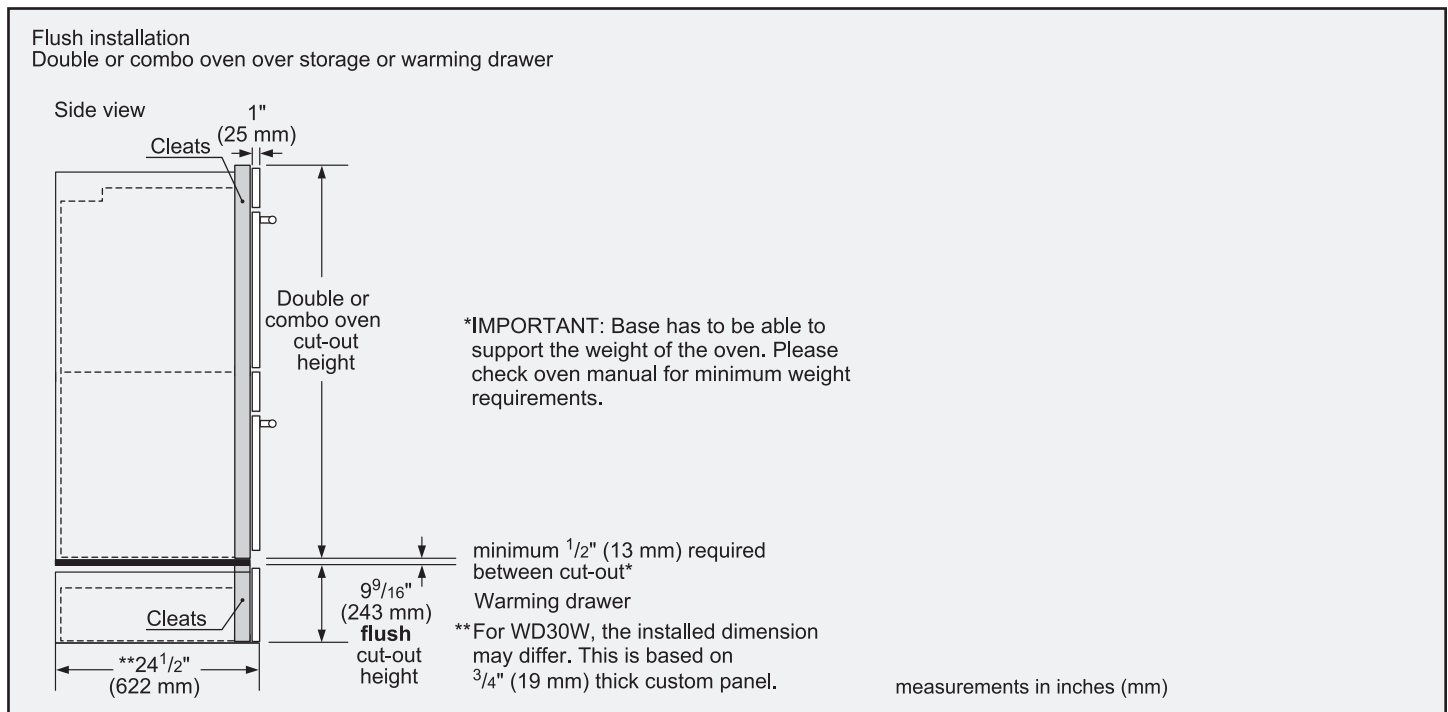 Flush installation
Double or combo oven over storage or warming drawer
Side view
1"
(25 mm)
Cleats
Double or
combo oven
cut-out
height
*IMPORTANT: Base has to be able to
support the weight of the oven. Please
check oven manual for minimum weight
requirements.
minimum 1/2" (13 mm) required
between cut-out*
9 9/16"
(243 mm)
flush
cut-out
height
Warming drawer
Cleats
**For WD30W, the installed dimension
may differ. This is based on
3/4" (19 mm) thick custom panel.
**24 1/2"
(622 mm)
measurements in inches (mm)